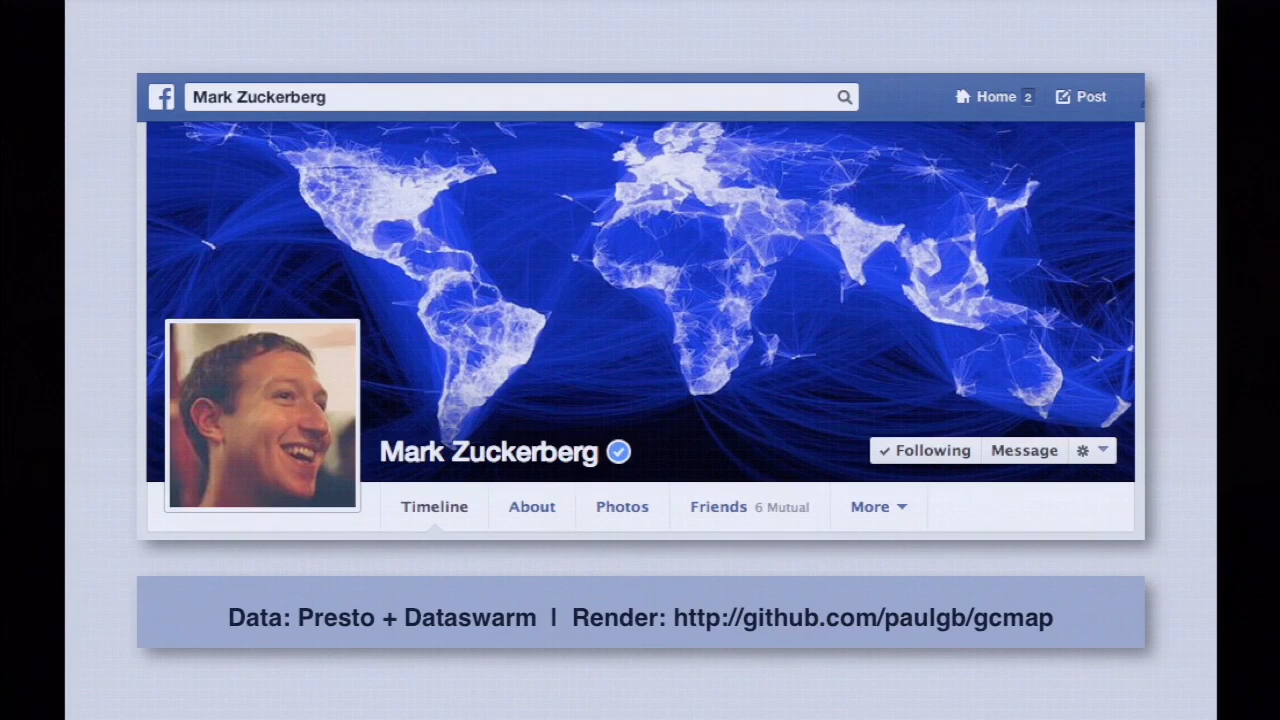 Mark Zuckerberg
Home 2 Post
Mark Zuckerberg
Following Message
Timeline About Photos Friends 6 Mutual More
Data: Presto + Dataswarm | Render: http://github.com/paulgb/gcmap